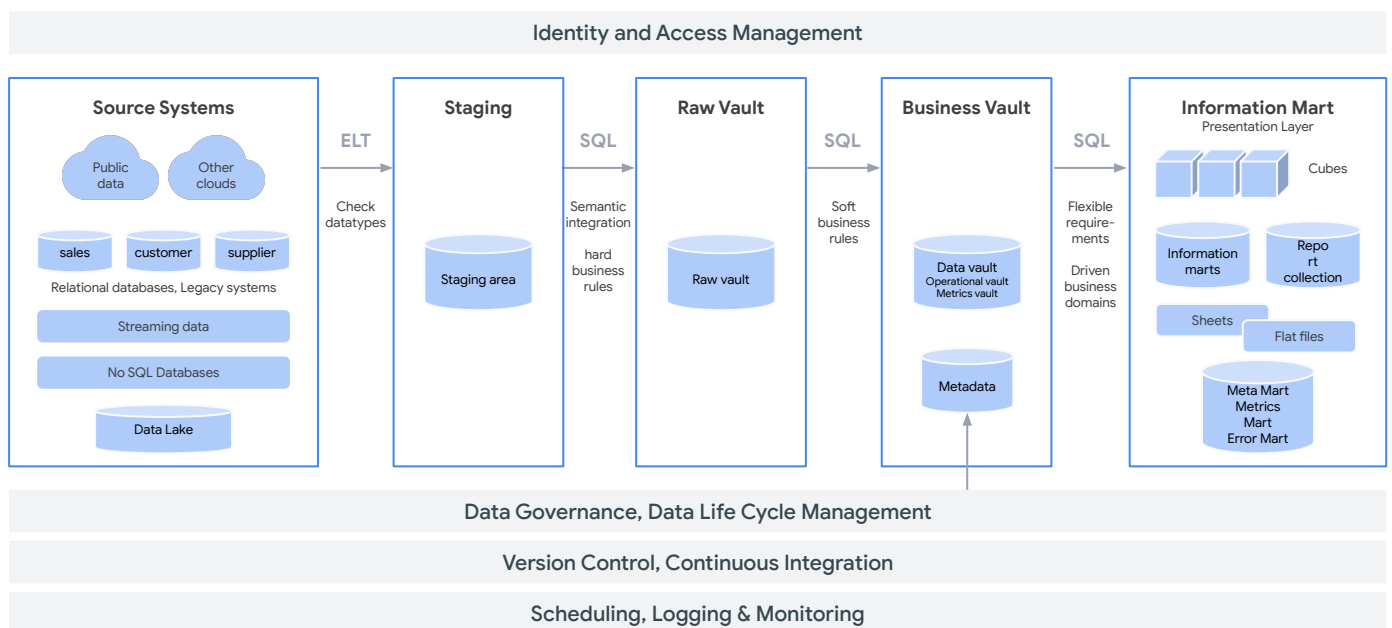 Identity and Access Management
Source Systems
Public
data
Other
clouds
sales
customer
supplier
Relational databases, Legacy systems
Streaming data
No SQL Databases
Data Lake
ELT
Check
datatypes
Staging
Staging area
SQL
Semantic
integration
hard
business
rules
Raw Vault
Raw vault
SQL
Soft
business
rules
Business Vault
Data vault
Operational vault
Metrics vault
Metadata
SQL
Flexible
require-
ments
Driven
business
domains
Information Mart
Presentation Layer
Cubes
Information
marts
Repo
rt
collection
Sheets
Flat files
Meta Mart
Metrics
Mart
Error Mart
Data Governance, Data Life Cycle Management
Version Control, Continuous Integration
Scheduling, Logging & Monitoring